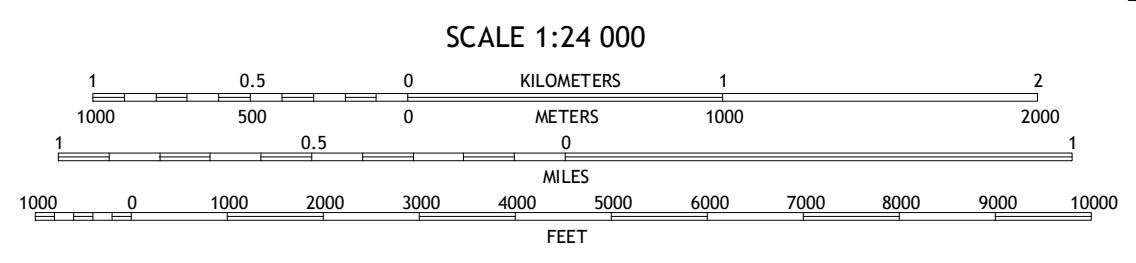 SCALE 1:24 000
1 0.5 0 KILOMETERS 1 2
1000 500 0 METERS 1000 2000
1 0.5 0 1
MILES
1000 0 1000 2000 3000 4000 5000 6000 7000 8000 9000 10000
FEET